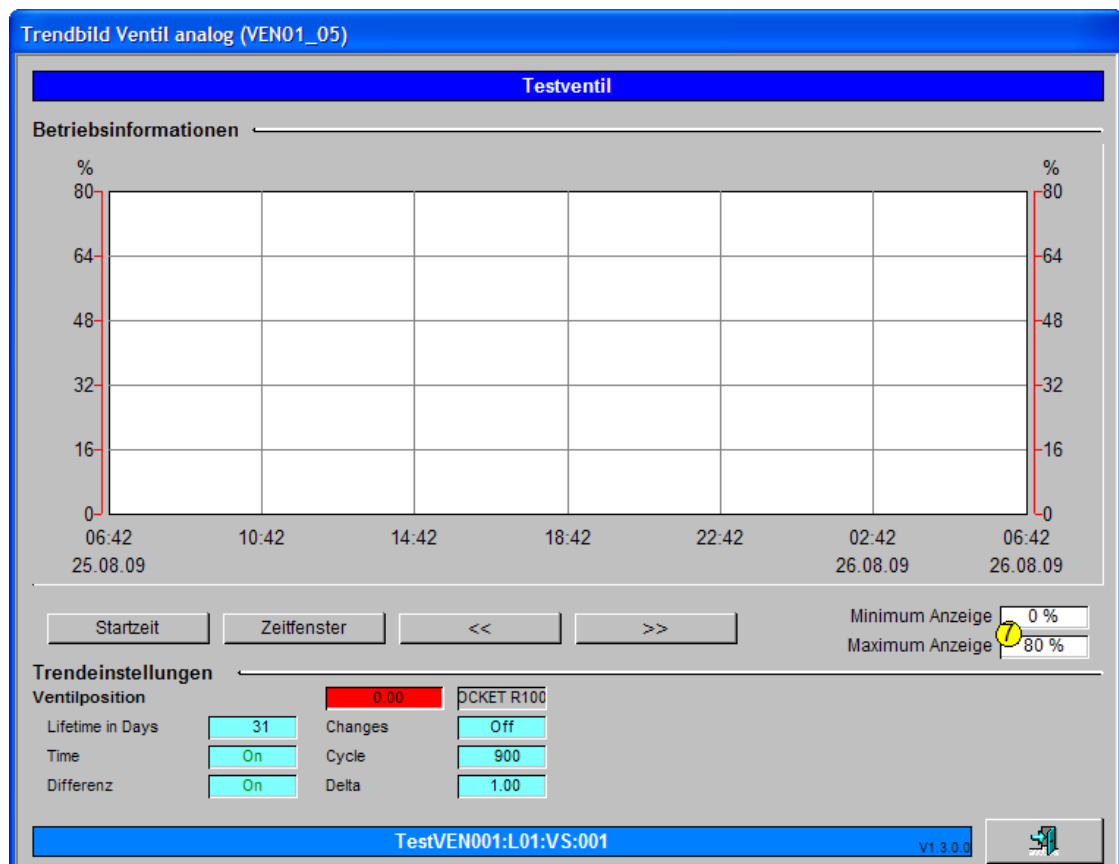 Trendbild Ventil analog (VEN01_05)
Testventil
Betriebsinformationen
% %
80 80
64 64
48 48
32 32
16 16
0 0
06:42 10:42 14:42 18:42 22:42 02:42 06:42
25.08.09 26.08.09 26.08.09
Startzeit Zeitfenster << >> Minimum Anzeige 0 %
7
Maximum Anzeige 80 %
Trendeinstellungen
Ventilposition 0.00 OCKET R100
Lifetime in Days 31 Changes Off
Time On Cycle 900
Differenz On Delta 1.00
TestVEN001:L01:VS:001 V1.3.0.0